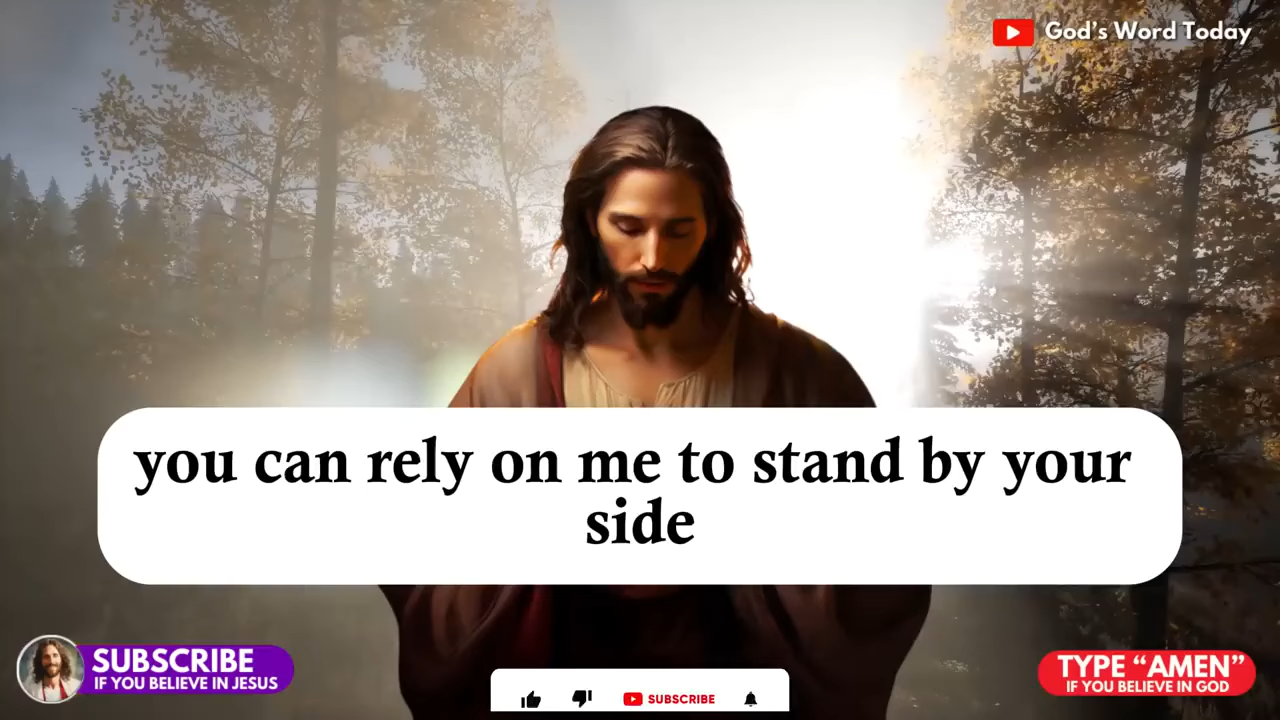 God's Word Today
you can rely on me to stand by your
side
SUBSCRIBE
IF YOU BELIEVE IN JESUS
SUBSCRIBE
TYPE “AMEN”
IF YOU BELIEVE IN GOD